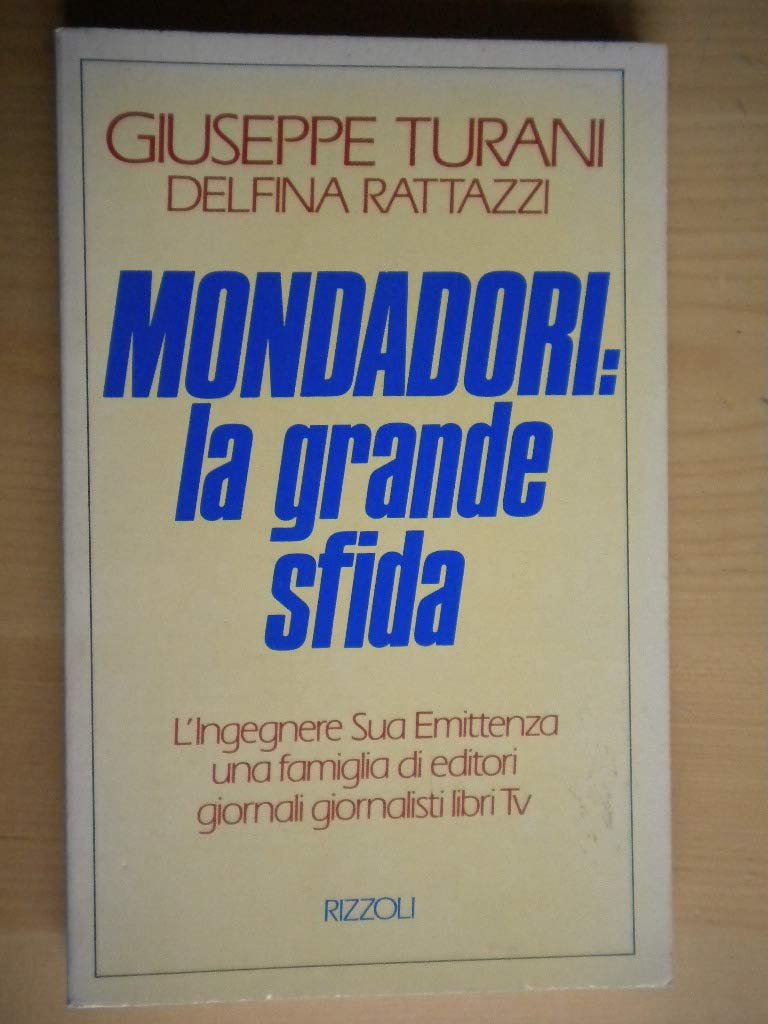 GIUSEPPE TURANI
DELFINA RATTAZZI
MONDADORI:
la grande
sfida
L'Ingegnere Sua Emittenza
una famiglia di editori
giornali giornalisti libri Tv
RIZZOLI